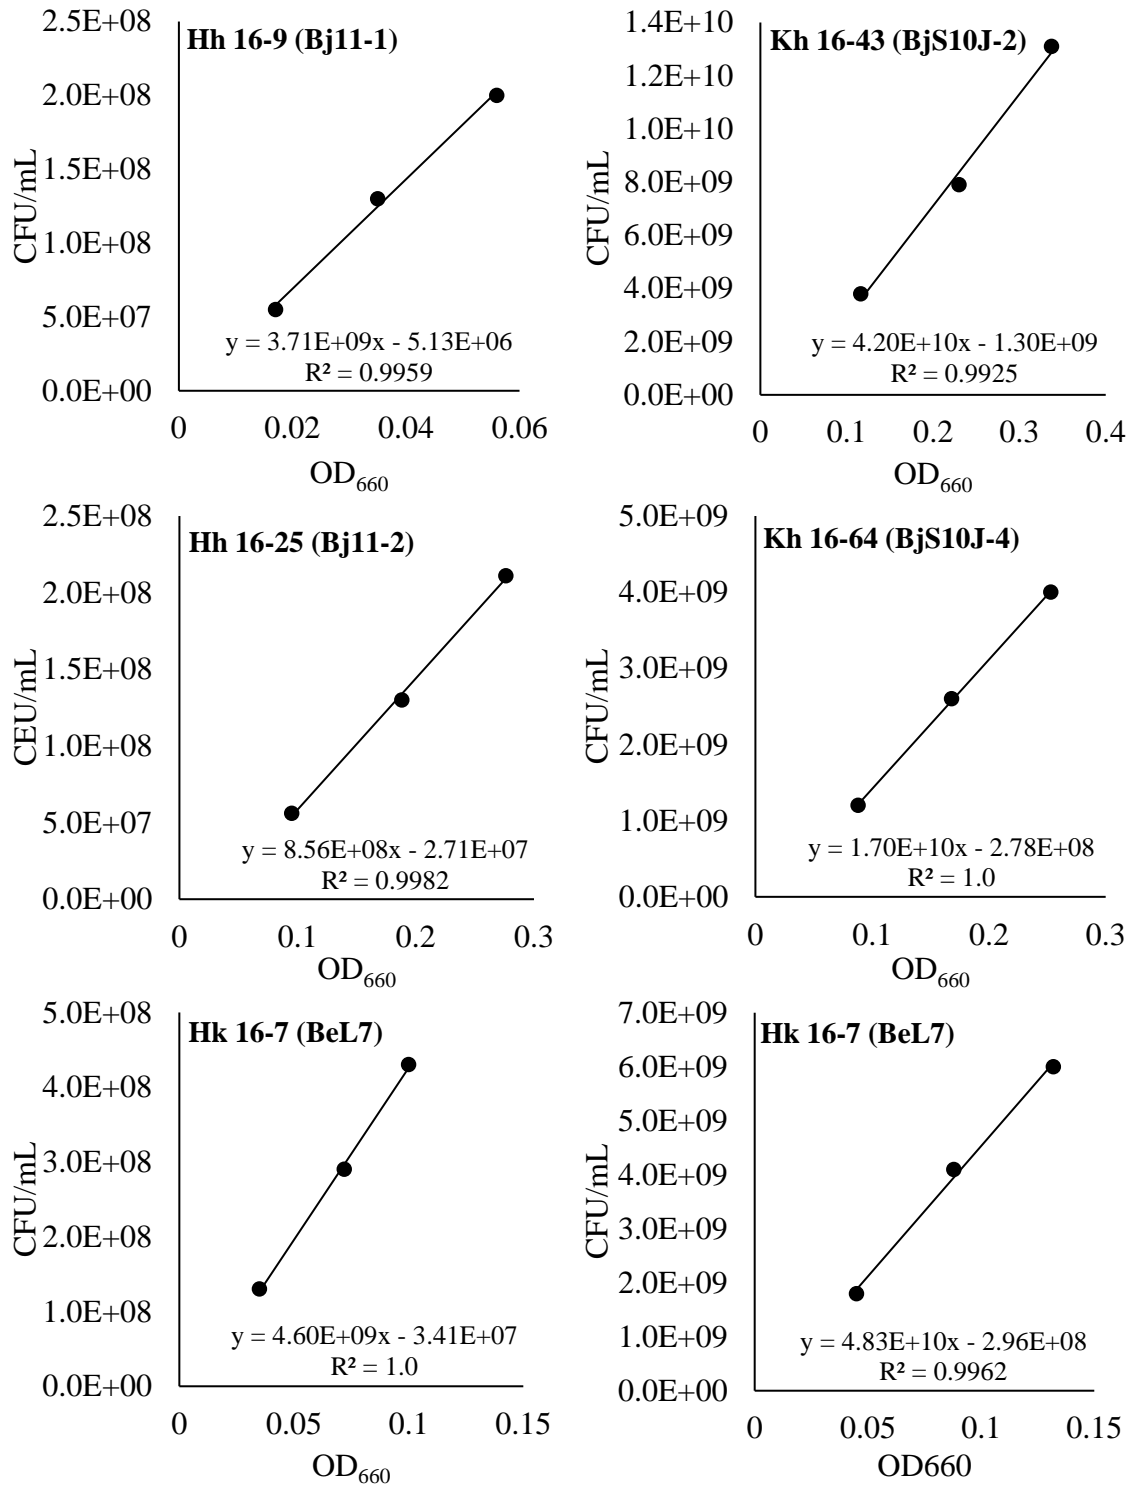 Hh 16-9 (Bj11-1)
2.5E+08
2.0E+08
1.5E+08
1.0E+08
5.0E+07
0.0E+00
CFU/mL
y = 3.71E+09x - 5.13E+06
R² = 0.9959
0 0.02 0.04 0.06
OD660
Kh 16-43 (BjS10J-2)
1.4E+10
1.2E+10
1.0E+10
8.0E+09
6.0E+09
4.0E+09
2.0E+09
0.0E+00
CFU/mL
y = 4.20E+10x - 1.30E+09
R² = 0.9925
0 0.1 0.2 0.3 0.4
OD660
Hh 16-25 (Bj11-2)
2.5E+08
2.0E+08
1.5E+08
1.0E+08
5.0E+07
0.0E+00
CEU/mL
y = 8.56E+08x - 2.71E+07
R² = 0.9982
0 0.1 0.2 0.3
OD660
Kh 16-64 (BjS10J-4)
5.0E+09
4.0E+09
3.0E+09
2.0E+09
1.0E+09
0.0E+00
CFU/mL
y = 1.70E+10x - 2.78E+08
R² = 1.0
0 0.1 0.2 0.3
OD660
Hk 16-7 (BeL7)
5.0E+08
4.0E+08
3.0E+08
2.0E+08
1.0E+08
0.0E+00
CFU/mL
y = 4.60E+09x - 3.41E+07
R² = 1.0
0 0.05 0.1 0.15
OD660
Hk 16-7 (BeL7)
7.0E+09
6.0E+09
5.0E+09
4.0E+09
3.0E+09
2.0E+09
1.0E+09
0.0E+00
CFU/mL
y = 4.83E+10x - 2.96E+08
R² = 0.9962
0 0.05 0.1 0.15
OD660